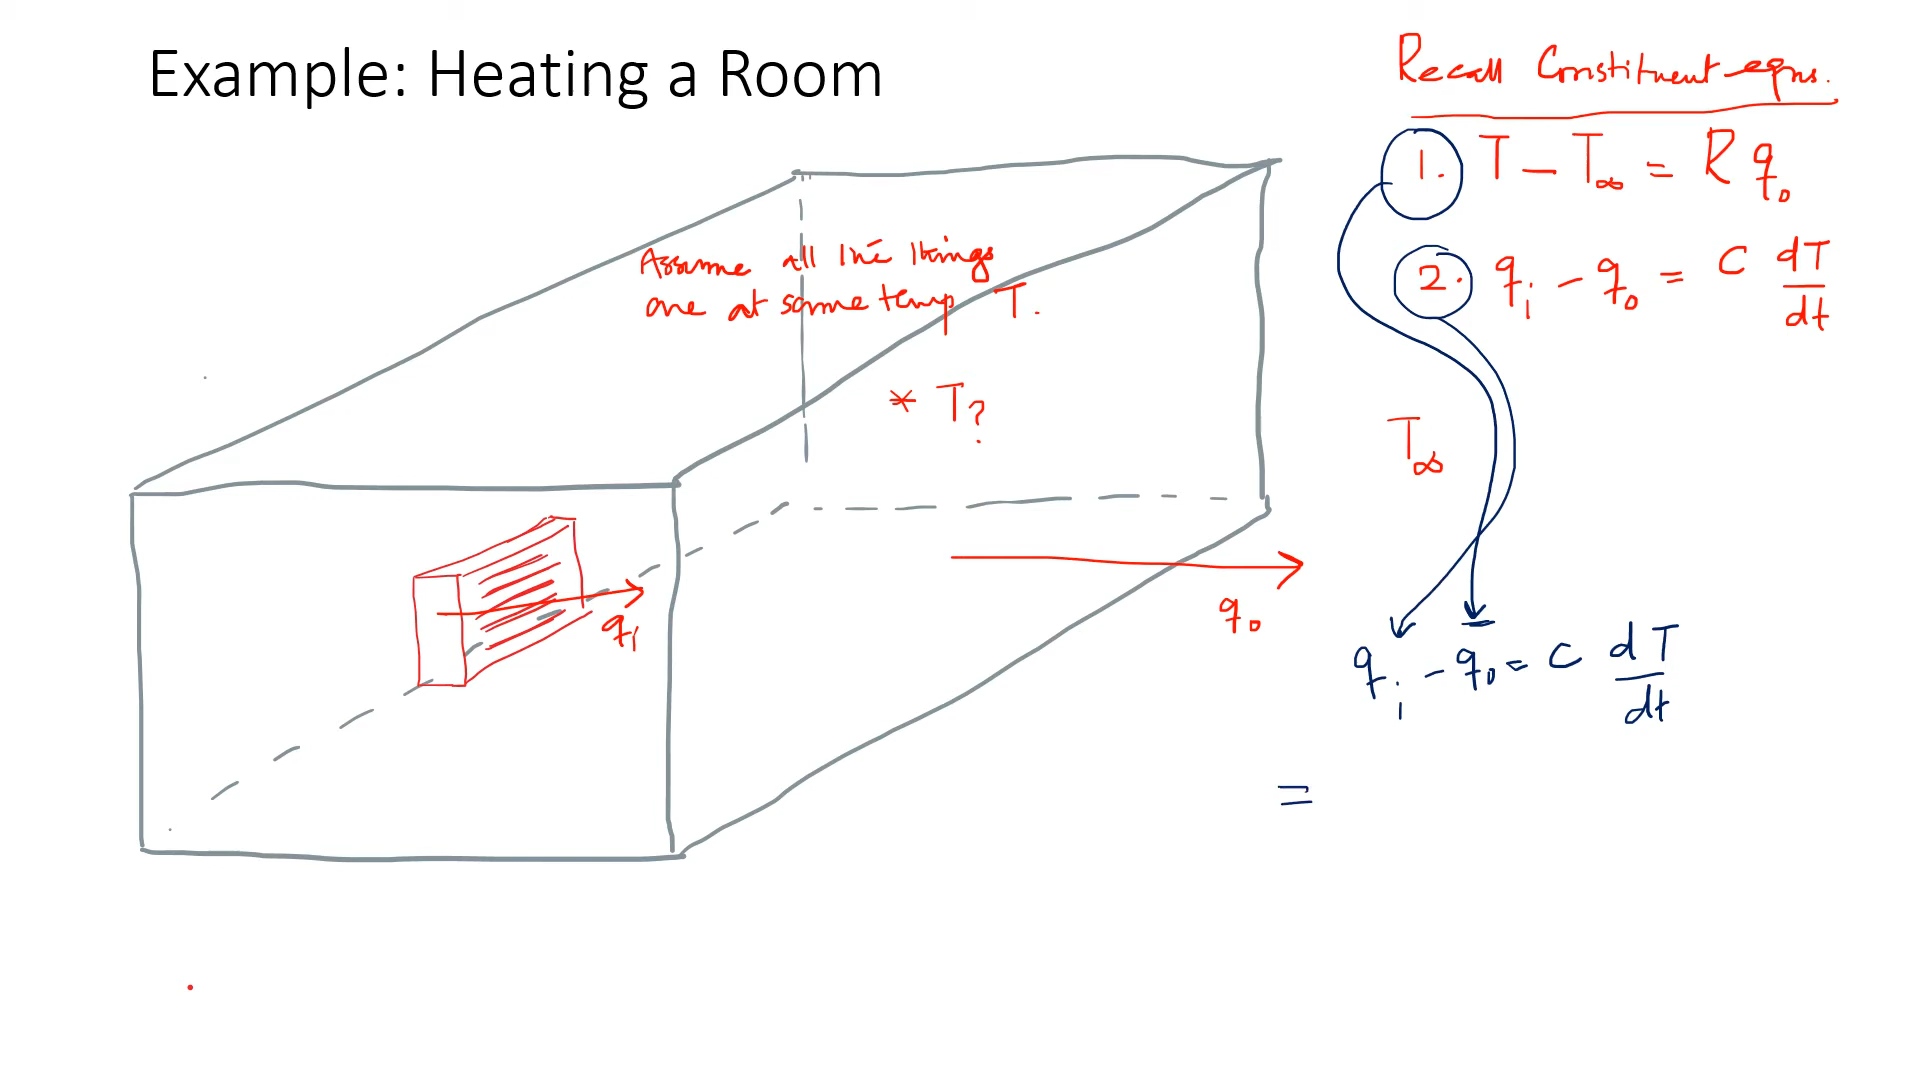 Example: Heating a Room
Recall Constituent eqns.
1. T - T∞ = R q₀
2. qᵢ - q₀ = C dT/dt
Assume all the things
are at same temp T.
* T?
T∞
qᵢ
q₀
qᵢ - q₀ = C dT/dt
=